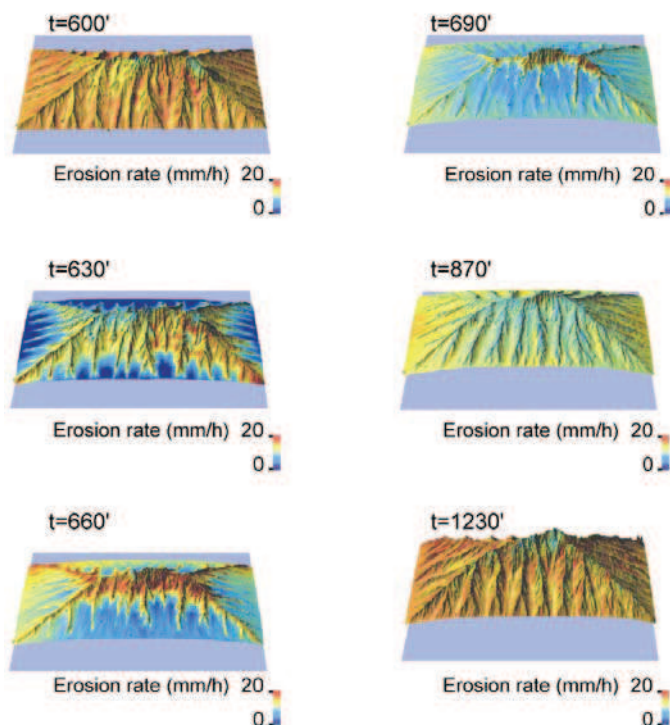 t=600'
Erosion rate (mm/h) 20
0
t=630'
Erosion rate (mm/h) 20
0
t=660'
Erosion rate (mm/h) 20
0
t=690'
Erosion rate (mm/h) 20
0
t=870'
Erosion rate (mm/h) 20
0
t=1230'
Erosion rate (mm/h) 20
0